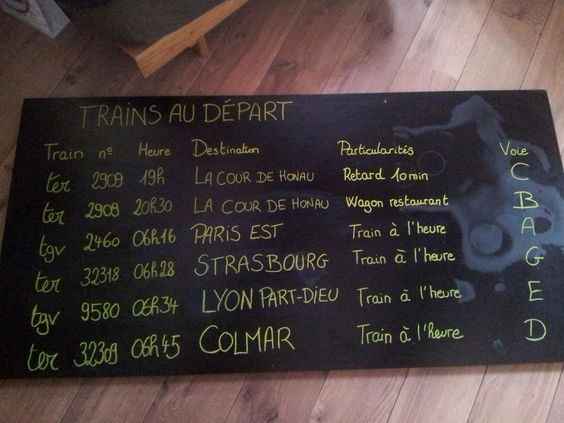 TRAINS AU DÉPART
Train n° Heure Destination Particularités Voie
ter 2909 19h LA COUR DE HONAU Retard 10min C
ter 2909 20h30 LA COUR DE HONAU Wagon restaurant B
tgv 2460 06h16 PARIS EST Train à l'heure A
ter 32318 06h28 STRASBOURG Train à l'heure G
tgv 9580 06h34 LYON PART-DIEU Train à l'heure E
ter 32309 06h45 COLMAR Train à l'heure D